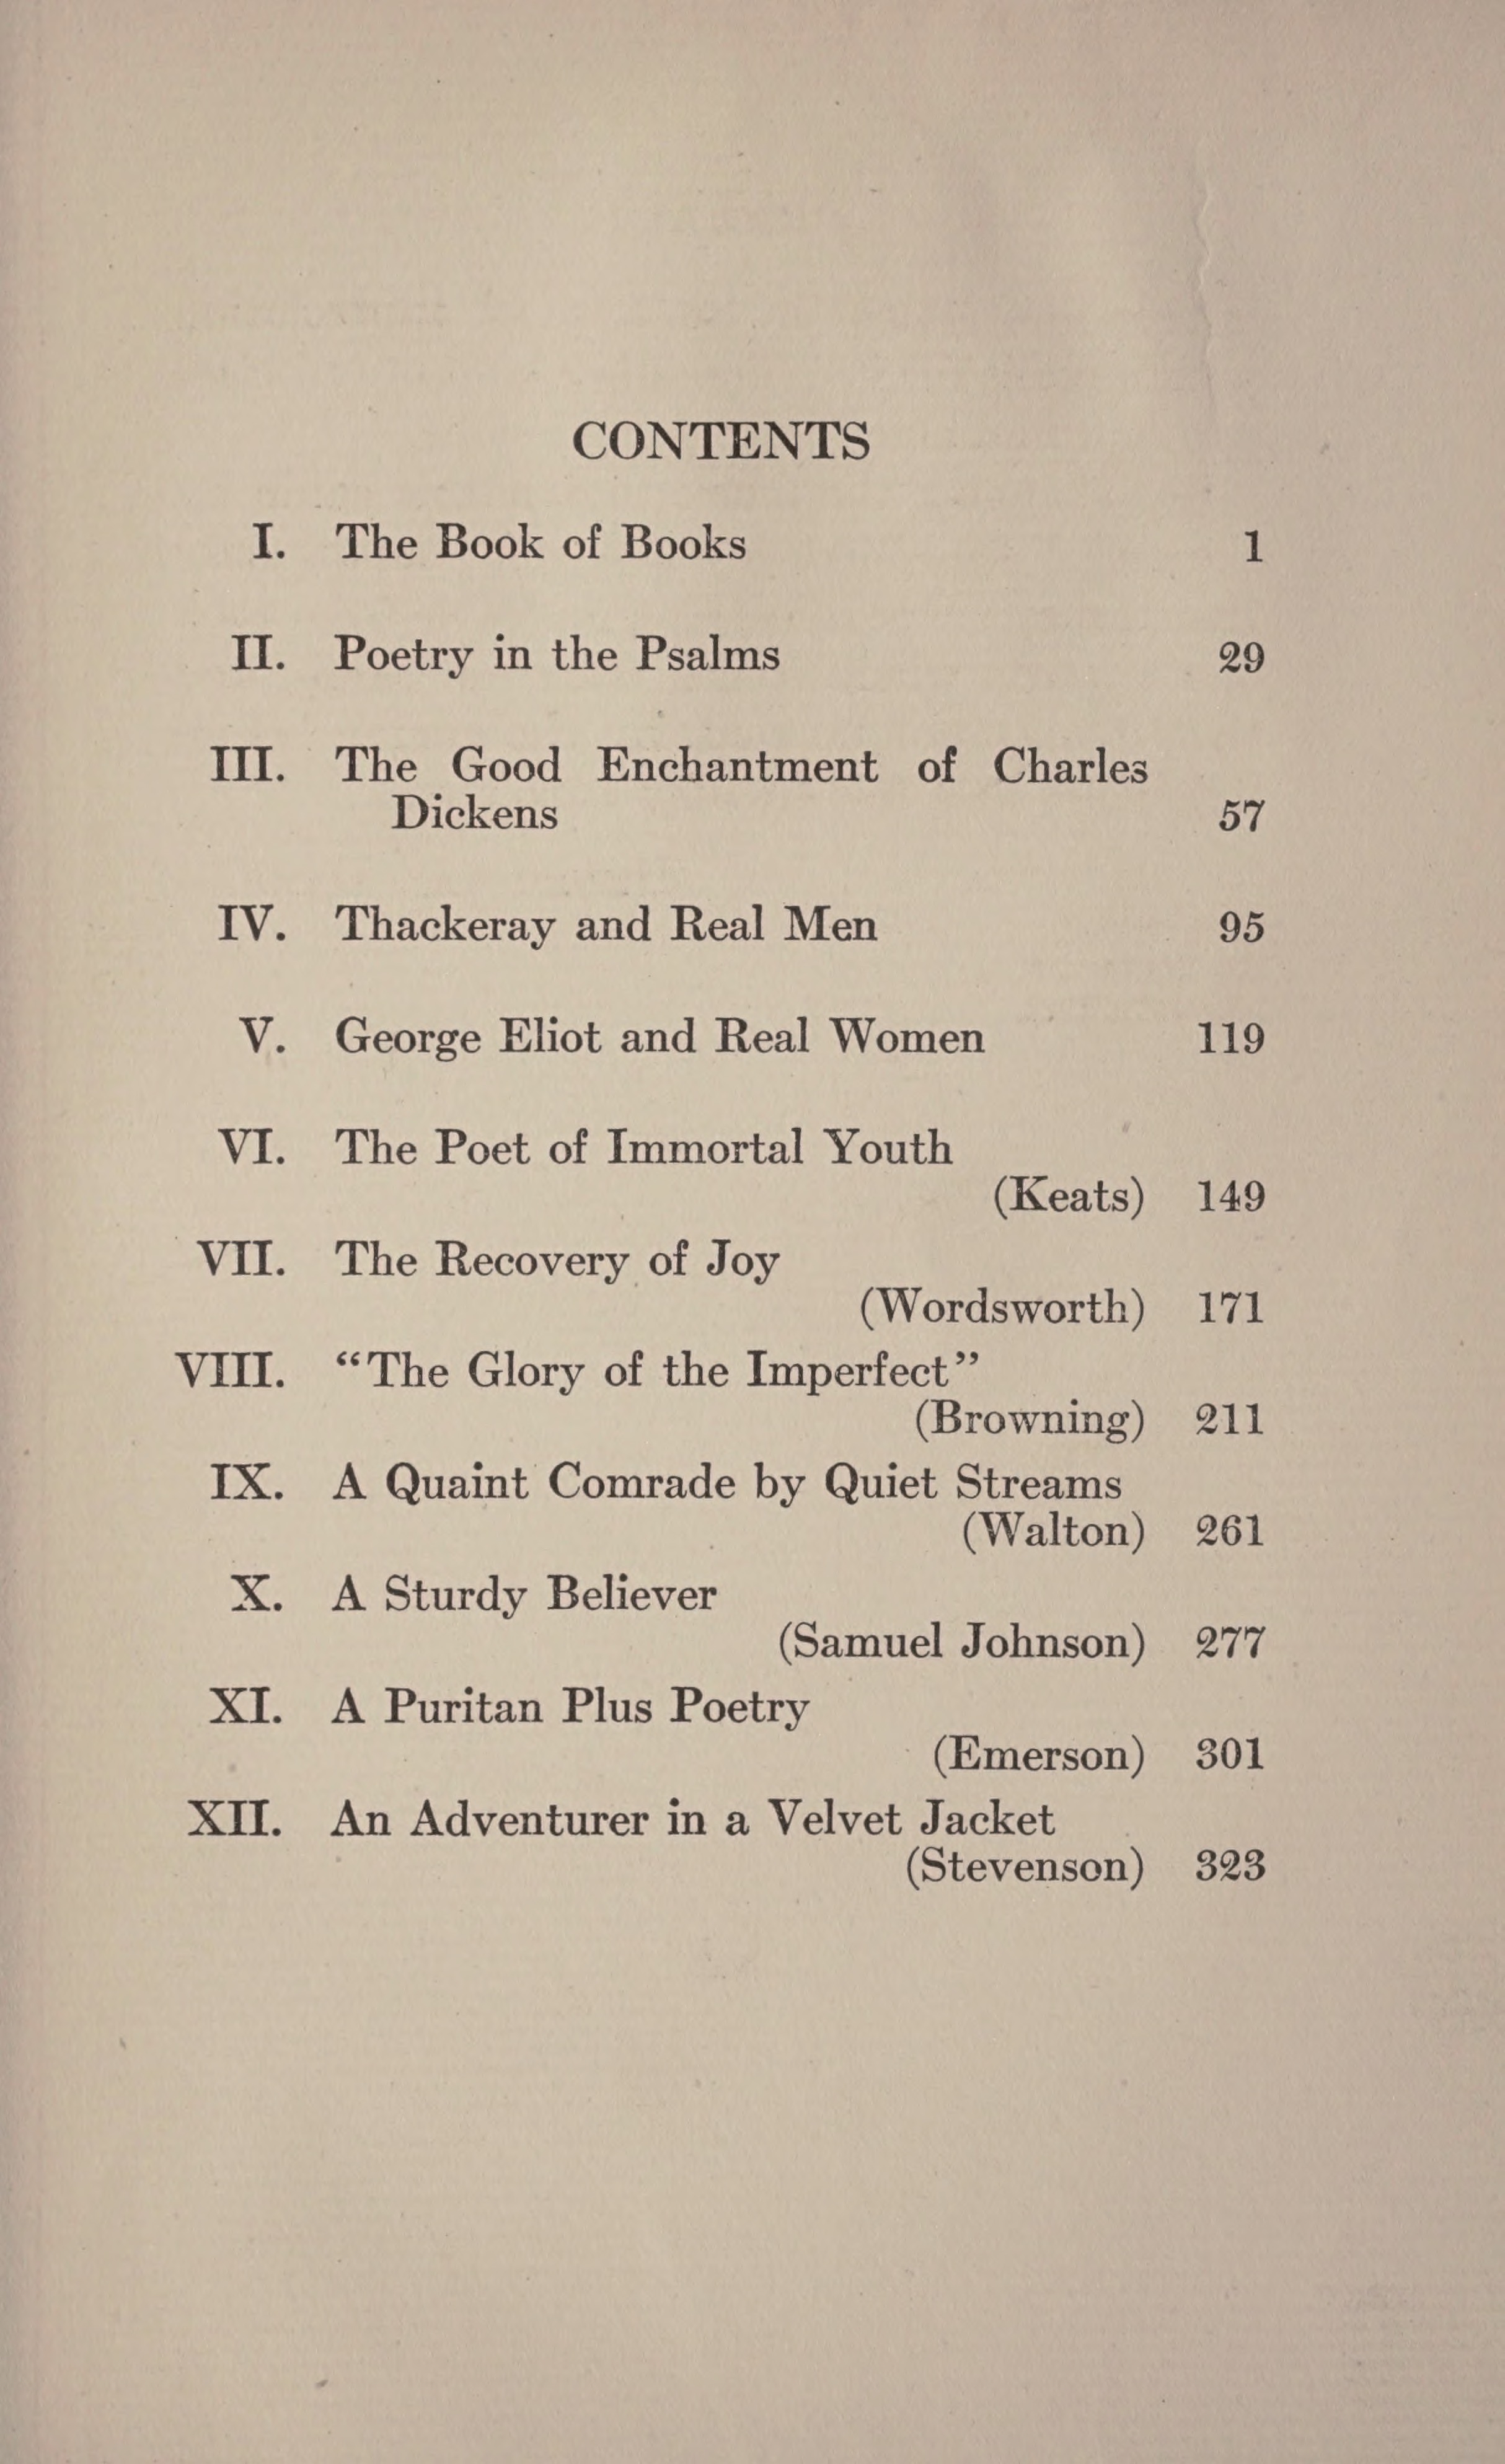 CONTENTS
I. The Book of Books 1
II. Poetry in the Psalms 29
III. The Good Enchantment of Charles
Dickens 57
IV. Thackeray and Real Men 95
V. George Eliot and Real Women 119
VI. The Poet of Immortal Youth
(Keats) 149
VII. The Recovery of Joy
(Wordsworth) 171
VIII. “The Glory of the Imperfect”
(Browning) 211
IX. A Quaint Comrade by Quiet Streams
(Walton) 261
X. A Sturdy Believer
(Samuel Johnson) 277
XI. A Puritan Plus Poetry
(Emerson) 301
XII. An Adventurer in a Velvet Jacket
(Stevenson) 323